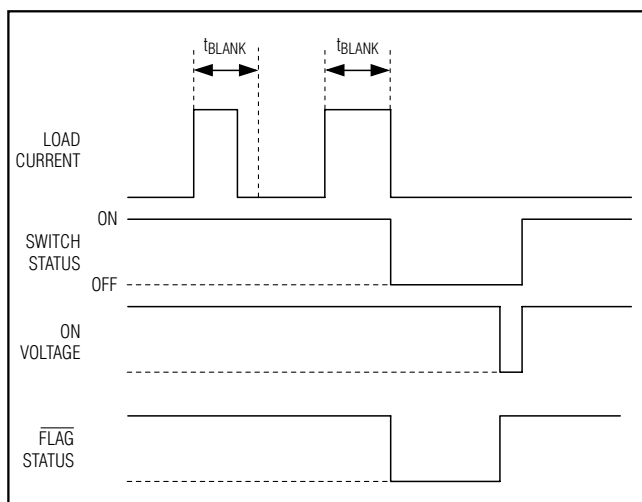 tBLANK tBLANK
LOAD
CURRENT
ON
SWITCH
STATUS
OFF
ON
VOLTAGE
FLAG
STATUS